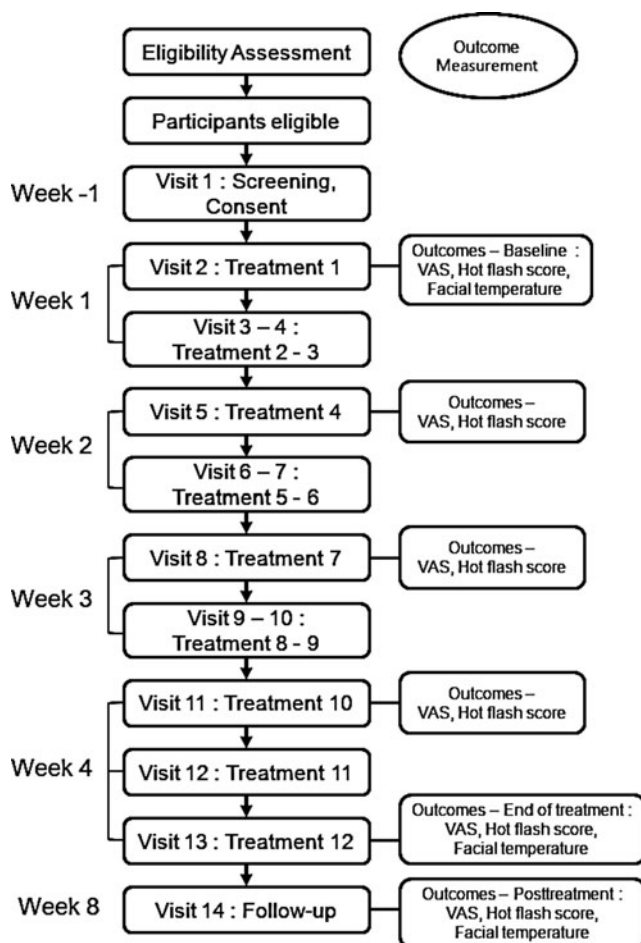 Eligibility Assessment
Outcome
Measurement
Participants eligible
Week -1
Visit 1 : Screening,
Consent
Week 1
Visit 2 : Treatment 1
Outcomes – Baseline :
VAS, Hot flash score,
Facial temperature
Visit 3 – 4 :
Treatment 2 - 3
Week 2
Visit 5 : Treatment 4
Outcomes –
VAS, Hot flash score
Visit 6 – 7 :
Treatment 5 - 6
Week 3
Visit 8 : Treatment 7
Outcomes –
VAS, Hot flash score
Visit 9 – 10 :
Treatment 8 - 9
Week 4
Visit 11 : Treatment 10
Outcomes –
VAS, Hot flash score
Visit 12 : Treatment 11
Visit 13 : Treatment 12
Outcomes – End of treatment :
VAS, Hot flash score,
Facial temperature
Week 8
Visit 14 : Follow-up
Outcomes – Posttreatment :
VAS, Hot flash score,
Facial temperature